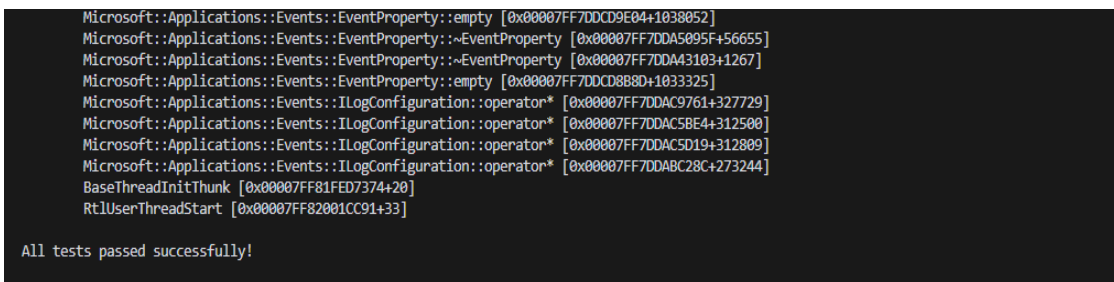 Microsoft::Applications::Events::EventProperty::empty [0x00007FF7DDCD9E04+1038052]
Microsoft::Applications::Events::EventProperty::~EventProperty [0x00007FF7DDA5095F+56655]
Microsoft::Applications::Events::EventProperty::~EventProperty [0x00007FF7DDA43103+1267]
Microsoft::Applications::Events::EventProperty::empty [0x00007FF7DDCD8B8D+1033325]
Microsoft::Applications::Events::ILogConfiguration::operator* [0x00007FF7DDAC9761+327729]
Microsoft::Applications::Events::ILogConfiguration::operator* [0x00007FF7DDAC5BE4+312500]
Microsoft::Applications::Events::ILogConfiguration::operator* [0x00007FF7DDAC5D19+312809]
Microsoft::Applications::Events::ILogConfiguration::operator* [0x00007FF7DDABC28C+273244]
BaseThreadInitThunk [0x00007FF81FED7374+20]
RtlUserThreadStart [0x00007FF82001CC91+33]
All tests passed successfully!